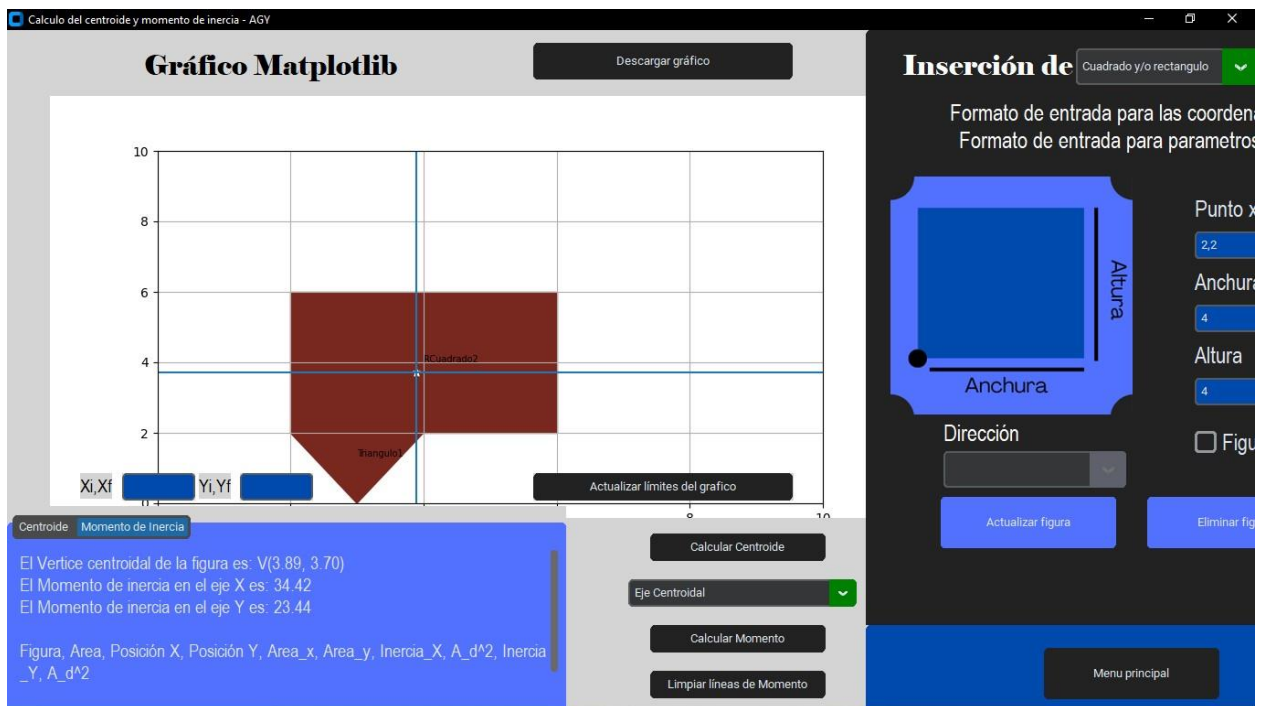 Calculo del centroide y momento de inercia - AGY
Gráfico Matplotlib
Descargar gráfico
10
8
6
4
2
0
8
10
RCuadrado2
Triangulo1
Xi,Xf
Yi,Yf
Actualizar límites del grafico
Centroide Momento de Inercia
El Vertice centroidal de la figura es: V(3.89, 3.70)
El Momento de inercia en el eje X es: 34.42
El Momento de inercia en el eje Y es: 23.44
Figura, Area, Posición X, Posición Y, Area_x, Area_y, Inercia_X, A_d^2, Inercia
_Y, A_d^2
Calcular Centroide
Eje Centroidal
Calcular Momento
Limpiar líneas de Momento
Inserción de
Cuadrado y/o rectangulo
Formato de entrada para las coorden
Formato de entrada para parametros
Altura
Anchura
Punto x
2,2
Anchura
4
Altura
4
Dirección
Figu
Actualizar figura
Eliminar fig
Menu principal